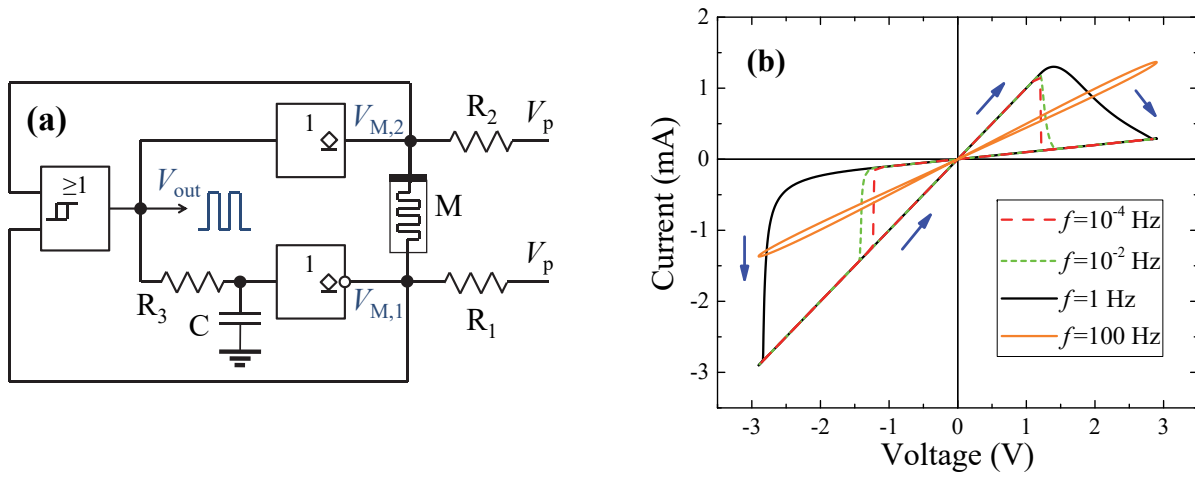 (a)
≥1
V_out
1
V_M,2
R_2
V_p
M
R_3
C
1
V_M,1
R_1
V_p
(b)
Current (mA)
2
1
0
-1
-2
-3
-3 -2 -1 0 1 2 3
Voltage (V)
f=10^-4 Hz
f=10^-2 Hz
f=1 Hz
f=100 Hz